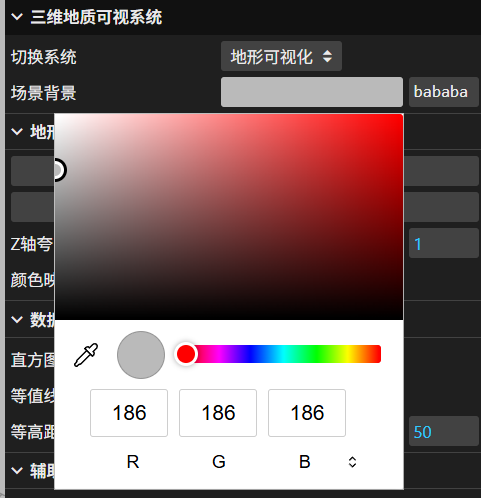 三维地质可视系统
切换系统
地形可视化
场景背景
bababa
地形
Z轴夸
1
颜色映
数据
直方图
等值线
等高距
50
辅助
186
186
186
R
G
B